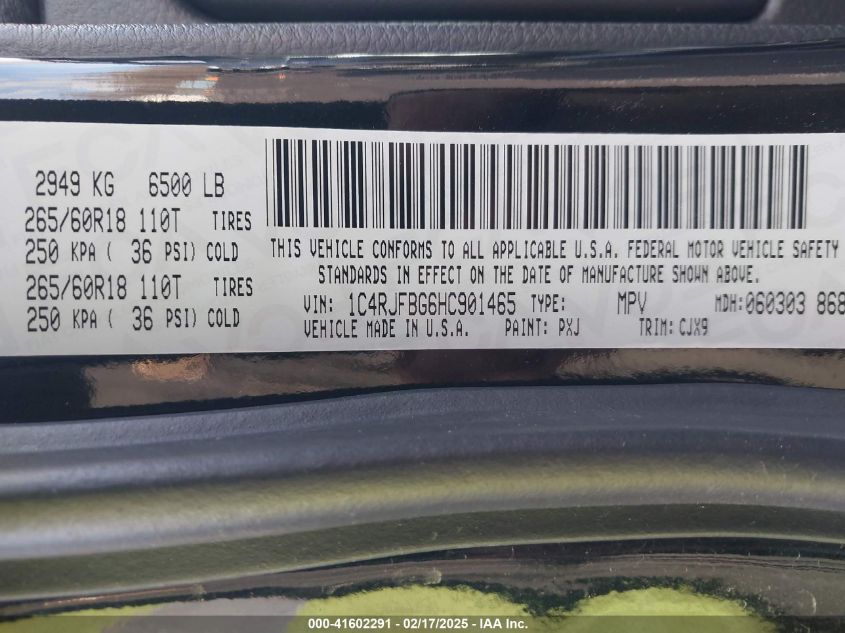 2949 KG 6500 LB
265/60R18 110T TIRES
250 KPA ( 36 PSI) COLD
265/60R18 110T TIRES
250 KPA ( 36 PSI) COLD
THIS VEHICLE CONFORMS TO ALL APPLICABLE U.S.A. FEDERAL MOTOR VEHICLE SAFETY
STANDARDS IN EFFECT ON THE DATE OF MANUFACTURE SHOWN ABOVE.
VIN: 1C4RJFBG6HC901465 TYPE: MPV MDH:060303 868
VEHICLE MADE IN U.S.A. PAINT: PXJ TRIM: CJX9
000-41602291 - 02/17/2025 - IAA Inc.